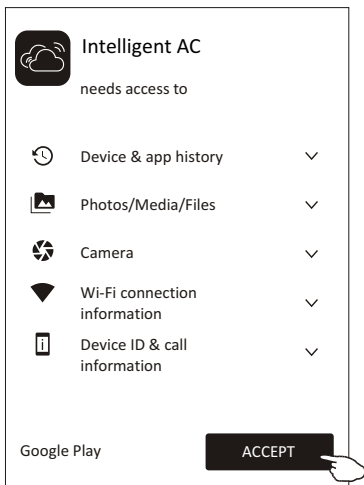 Intelligent AC
needs access to
Device & app history
Photos/Media/Files
Camera
Wi-Fi connection
information
Device ID & call
information
Google Play
ACCEPT